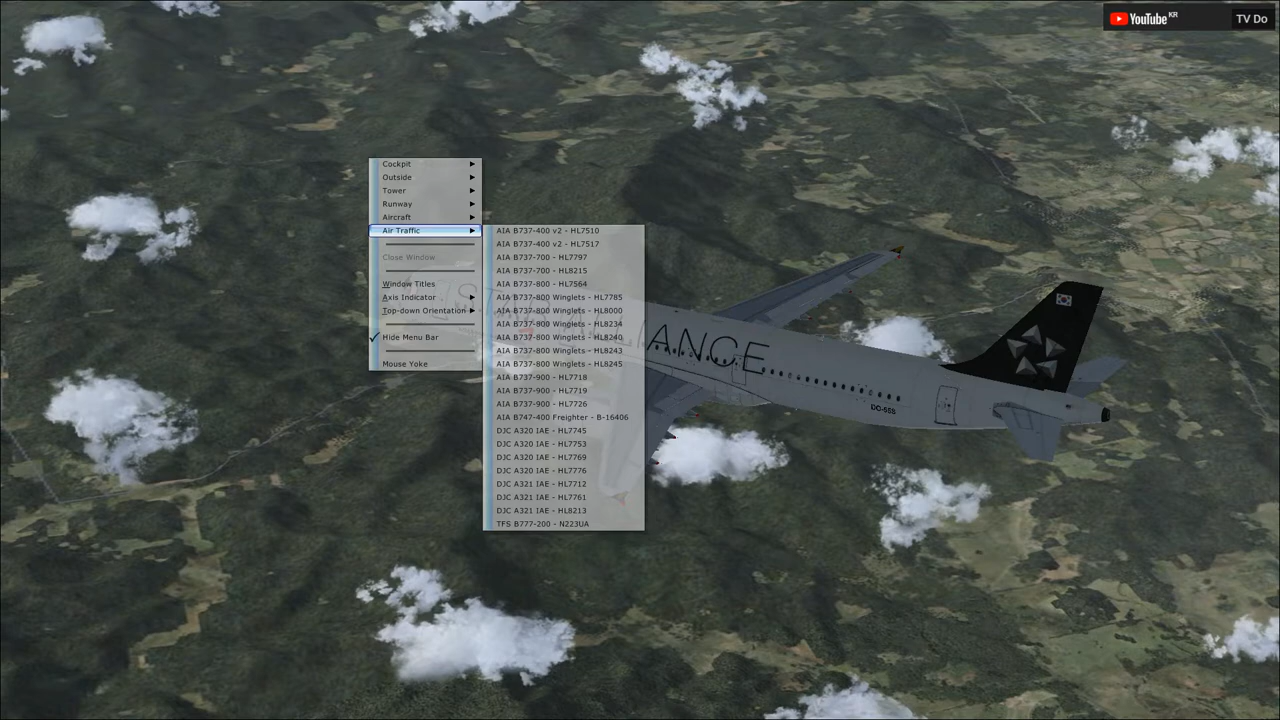 YouTube KR
TV Do
Cockpit
Outside
Tower
Runway
Aircraft
Air Traffic
Close Window
Window Titles
Axis Indicator
Top-down Orientation
Hide Menu Bar
Mouse Yoke
AIA B737-400 v2 - HL7510
AIA B737-400 v2 - HL7517
AIA B737-700 - HL7797
AIA B737-700 - HL8215
AIA B737-800 - HL7564
AIA B737-800 Winglets - HL7785
AIA B737-800 Winglets - HL8000
AIA B737-800 Winglets - HL8234
AIA B737-800 Winglets - HL8240
AIA B737-800 Winglets - HL8243
AIA B737-800 Winglets - HL8245
AIA B737-900 - HL7718
AIA B737-900 - HL7719
AIA B737-900 - HL7726
AIA B747-400 Freighter - B-16406
DJC A320 IAE - HL7745
DJC A320 IAE - HL7753
DJC A320 IAE - HL7769
DJC A320 IAE - HL7776
DJC A321 IAE - HL7712
DJC A321 IAE - HL7761
DJC A321 IAE - HL8213
TFS B777-200 - N223UA
STAR ALLIANCE